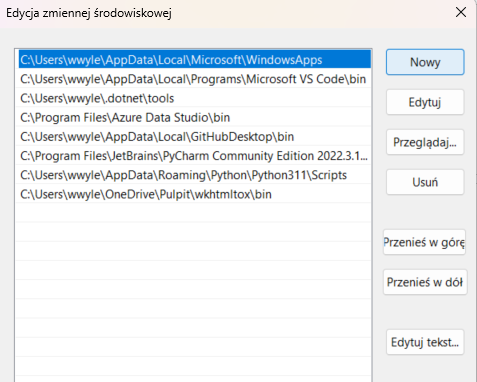 Edycja zmiennej środowiskowej
C:\Users\wwyle\AppData\Local\Microsoft\WindowsApps
C:\Users\wwyle\AppData\Local\Programs\Microsoft VS Code\bin
C:\Users\wwyle\.dotnet\tools
C:\Program Files\Azure Data Studio\bin
C:\Users\wwyle\AppData\Local\GitHubDesktop\bin
C:\Program Files\JetBrains\PyCharm Community Edition 2022.3.1...
C:\Users\wwyle\AppData\Roaming\Python\Python311\Scripts
C:\Users\wwyle\OneDrive\Pulpit\wkhtmltox\bin
Nowy
Edytuj
Przeglądaj...
Usuń
Przenieś w górę
Przenieś w dół
Edytuj tekst...